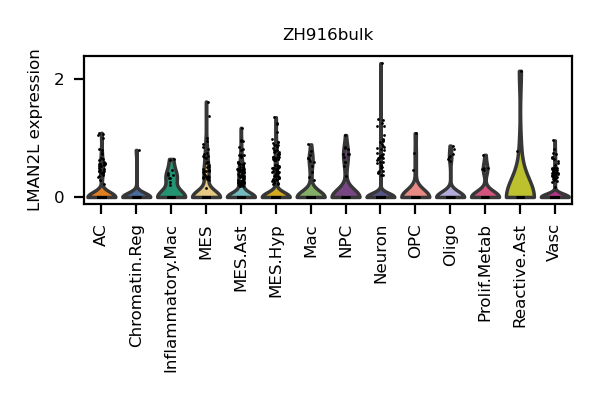 ZH916bulk
LMAN2L expression
2
0
AC
Chromatin.Reg
Inflammatory.Mac
MES
MES.Ast
MES.Hyp
Mac
NPC
Neuron
OPC
Oligo
Prolif.Metab
Reactive.Ast
Vasc